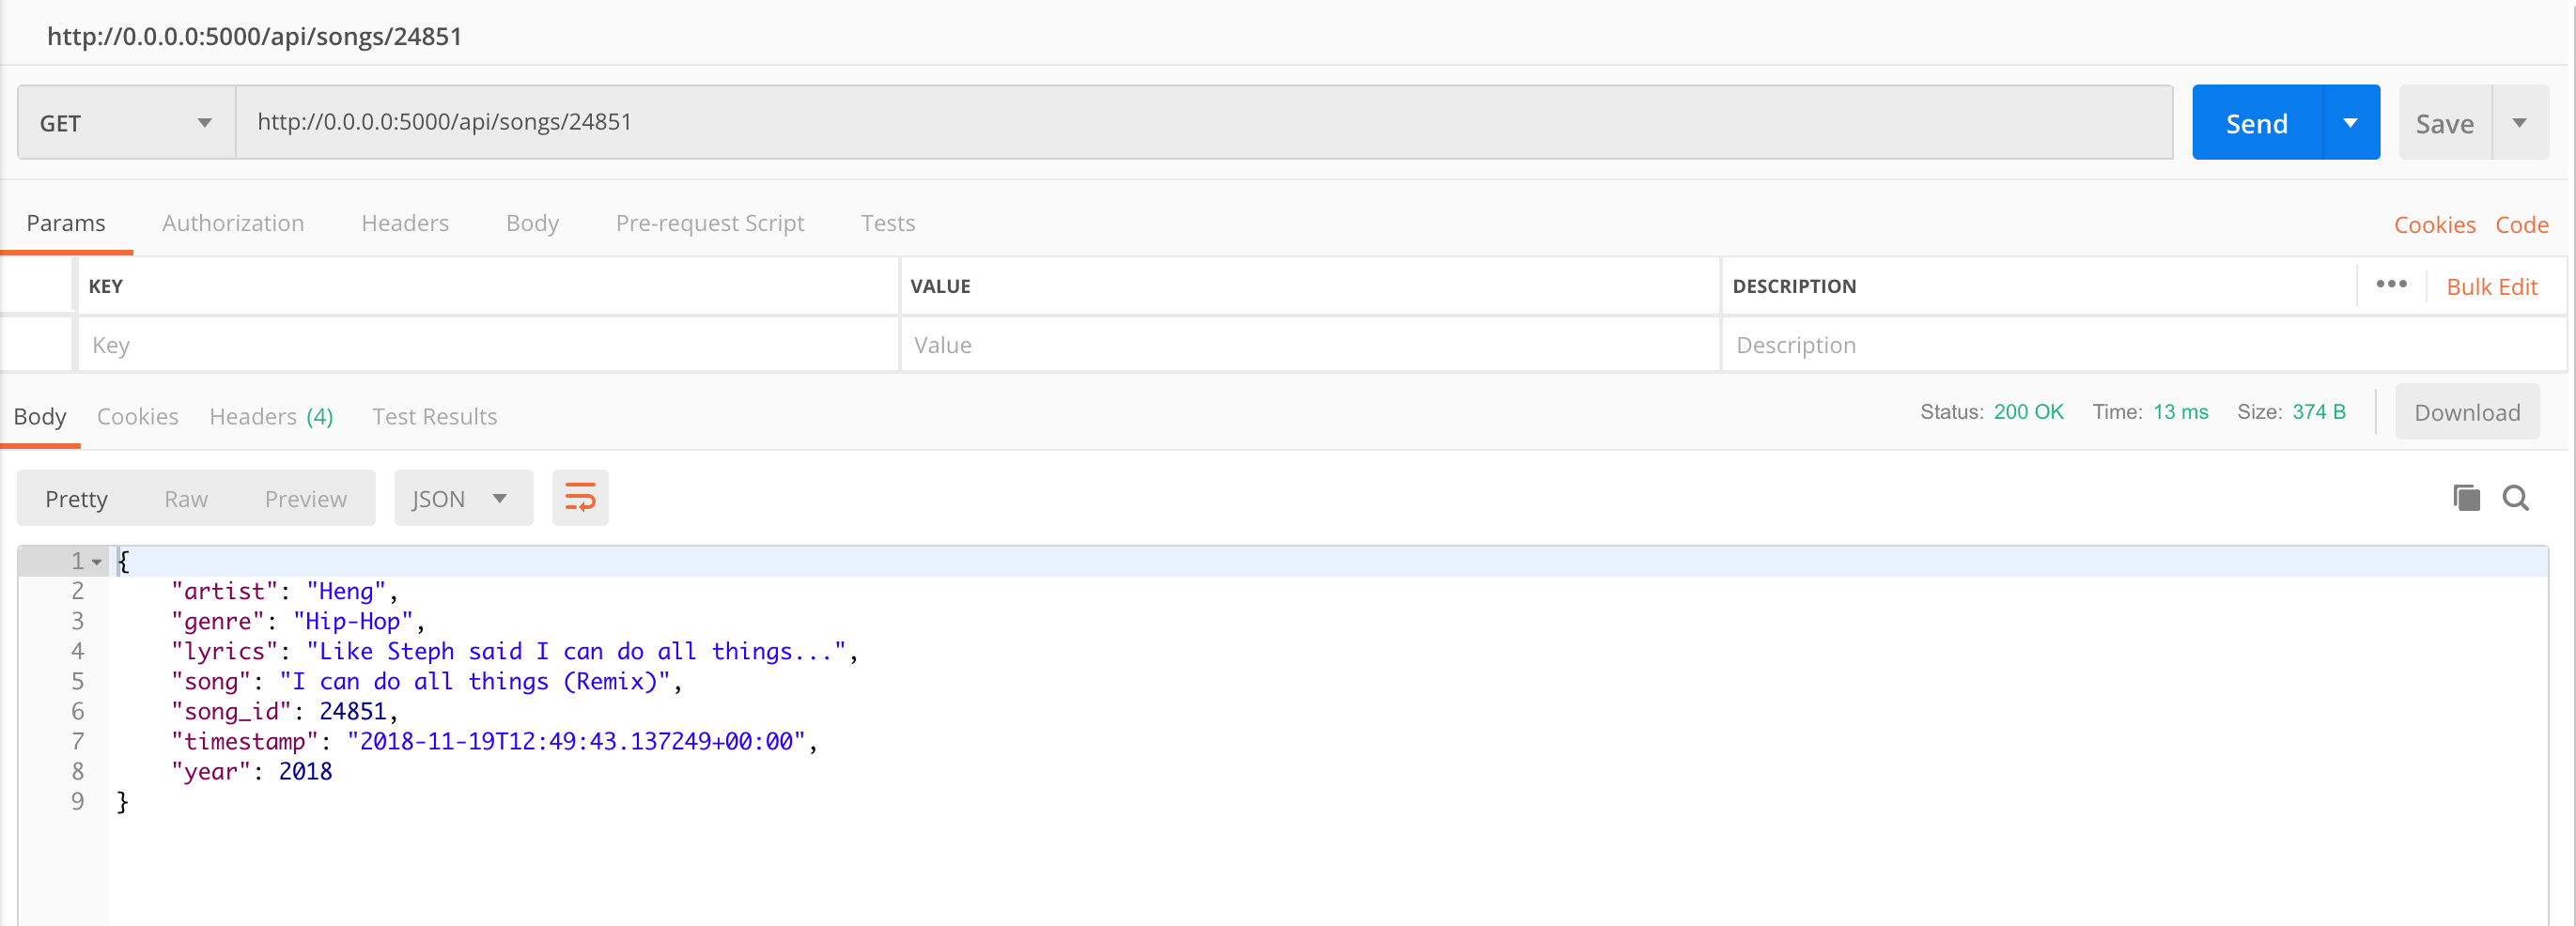 http://0.0.0.0:5000/api/songs/24851
GET http://0.0.0.0:5000/api/songs/24851 Send Save
Params Authorization Headers Body Pre-request Script Tests Cookies Code
KEY VALUE DESCRIPTION ••• Bulk Edit
Key Value Description
Body Cookies Headers (4) Test Results Status: 200 OK Time: 13 ms Size: 374 B Download
Pretty Raw Preview JSON
1 {
2 "artist": "Heng",
3 "genre": "Hip-Hop",
4 "lyrics": "Like Steph said I can do all things...",
5 "song": "I can do all things (Remix)",
6 "song_id": 24851,
7 "timestamp": "2018-11-19T12:49:43.137249+00:00",
8 "year": 2018
9 }